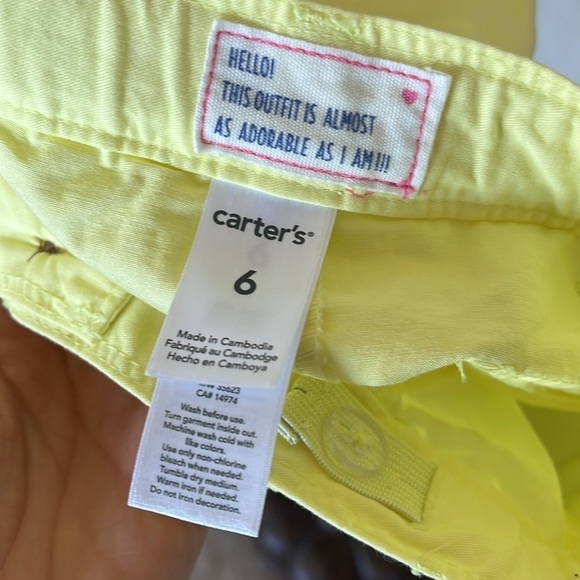 HELLO!
THIS OUTFIT IS ALMOST
AS ADORABLE AS I AM!!!
carter's®
6
Made in Cambodia
Fabriqué au Cambodge
Hecho en Camboya
CA# 14974
Wash before use.
Turn garment inside out.
Machine wash cold with
like colors.
Use only non-chlorine
bleach when needed.
Tumble dry medium.
Warm iron if needed.
Do not iron decoration.